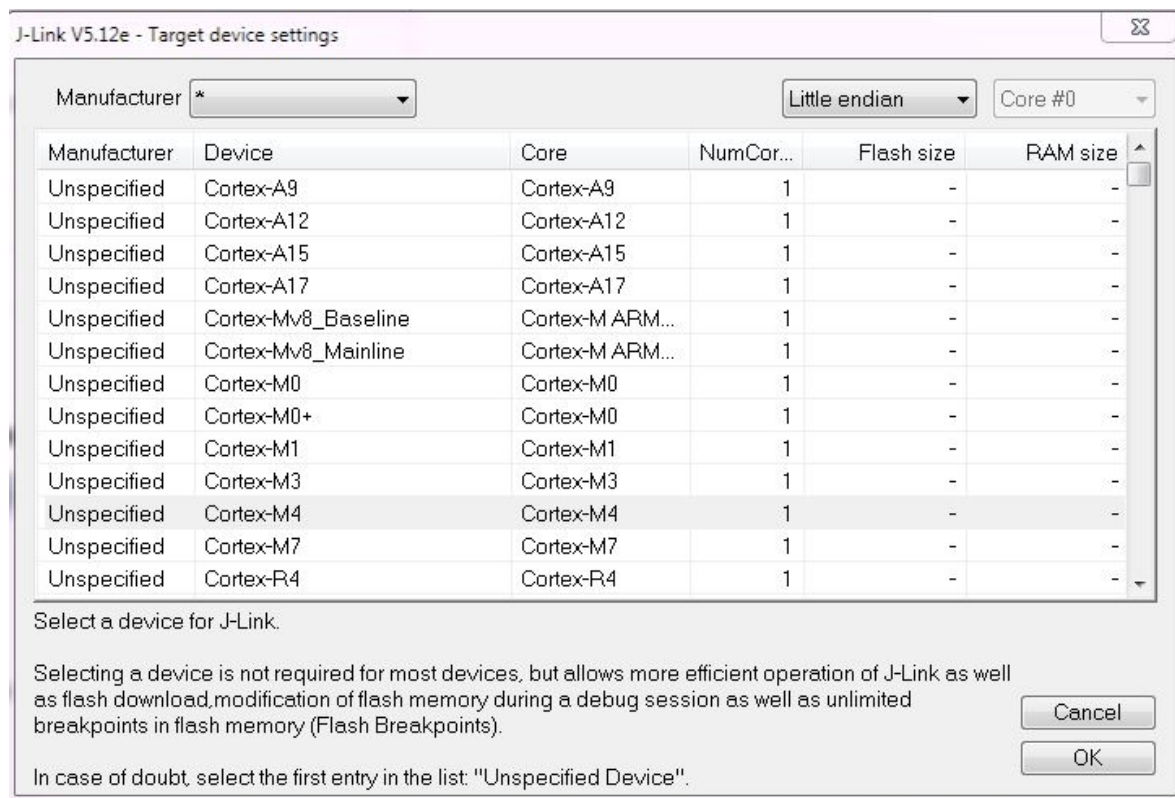 J-Link V5.12e - Target device settings
Manufacturer * Little endian Core #0
Manufacturer Device Core NumCor... Flash size RAM size
Unspecified Cortex-A9 Cortex-A9 1 - -
Unspecified Cortex-A12 Cortex-A12 1 - -
Unspecified Cortex-A15 Cortex-A15 1 - -
Unspecified Cortex-A17 Cortex-A17 1 - -
Unspecified Cortex-Mv8_Baseline Cortex-M ARM... 1 - -
Unspecified Cortex-Mv8_Mainline Cortex-M ARM... 1 - -
Unspecified Cortex-M0 Cortex-M0 1 - -
Unspecified Cortex-M0+ Cortex-M0 1 - -
Unspecified Cortex-M1 Cortex-M1 1 - -
Unspecified Cortex-M3 Cortex-M3 1 - -
Unspecified Cortex-M4 Cortex-M4 1 - -
Unspecified Cortex-M7 Cortex-M7 1 - -
Unspecified Cortex-R4 Cortex-R4 1 - -
Select a device for J-Link.
Selecting a device is not required for most devices, but allows more efficient operation of J-Link as well
as flash download,modification of flash memory during a debug session as well as unlimited
breakpoints in flash memory (Flash Breakpoints).
Cancel
In case of doubt, select the first entry in the list: "Unspecified Device".
OK